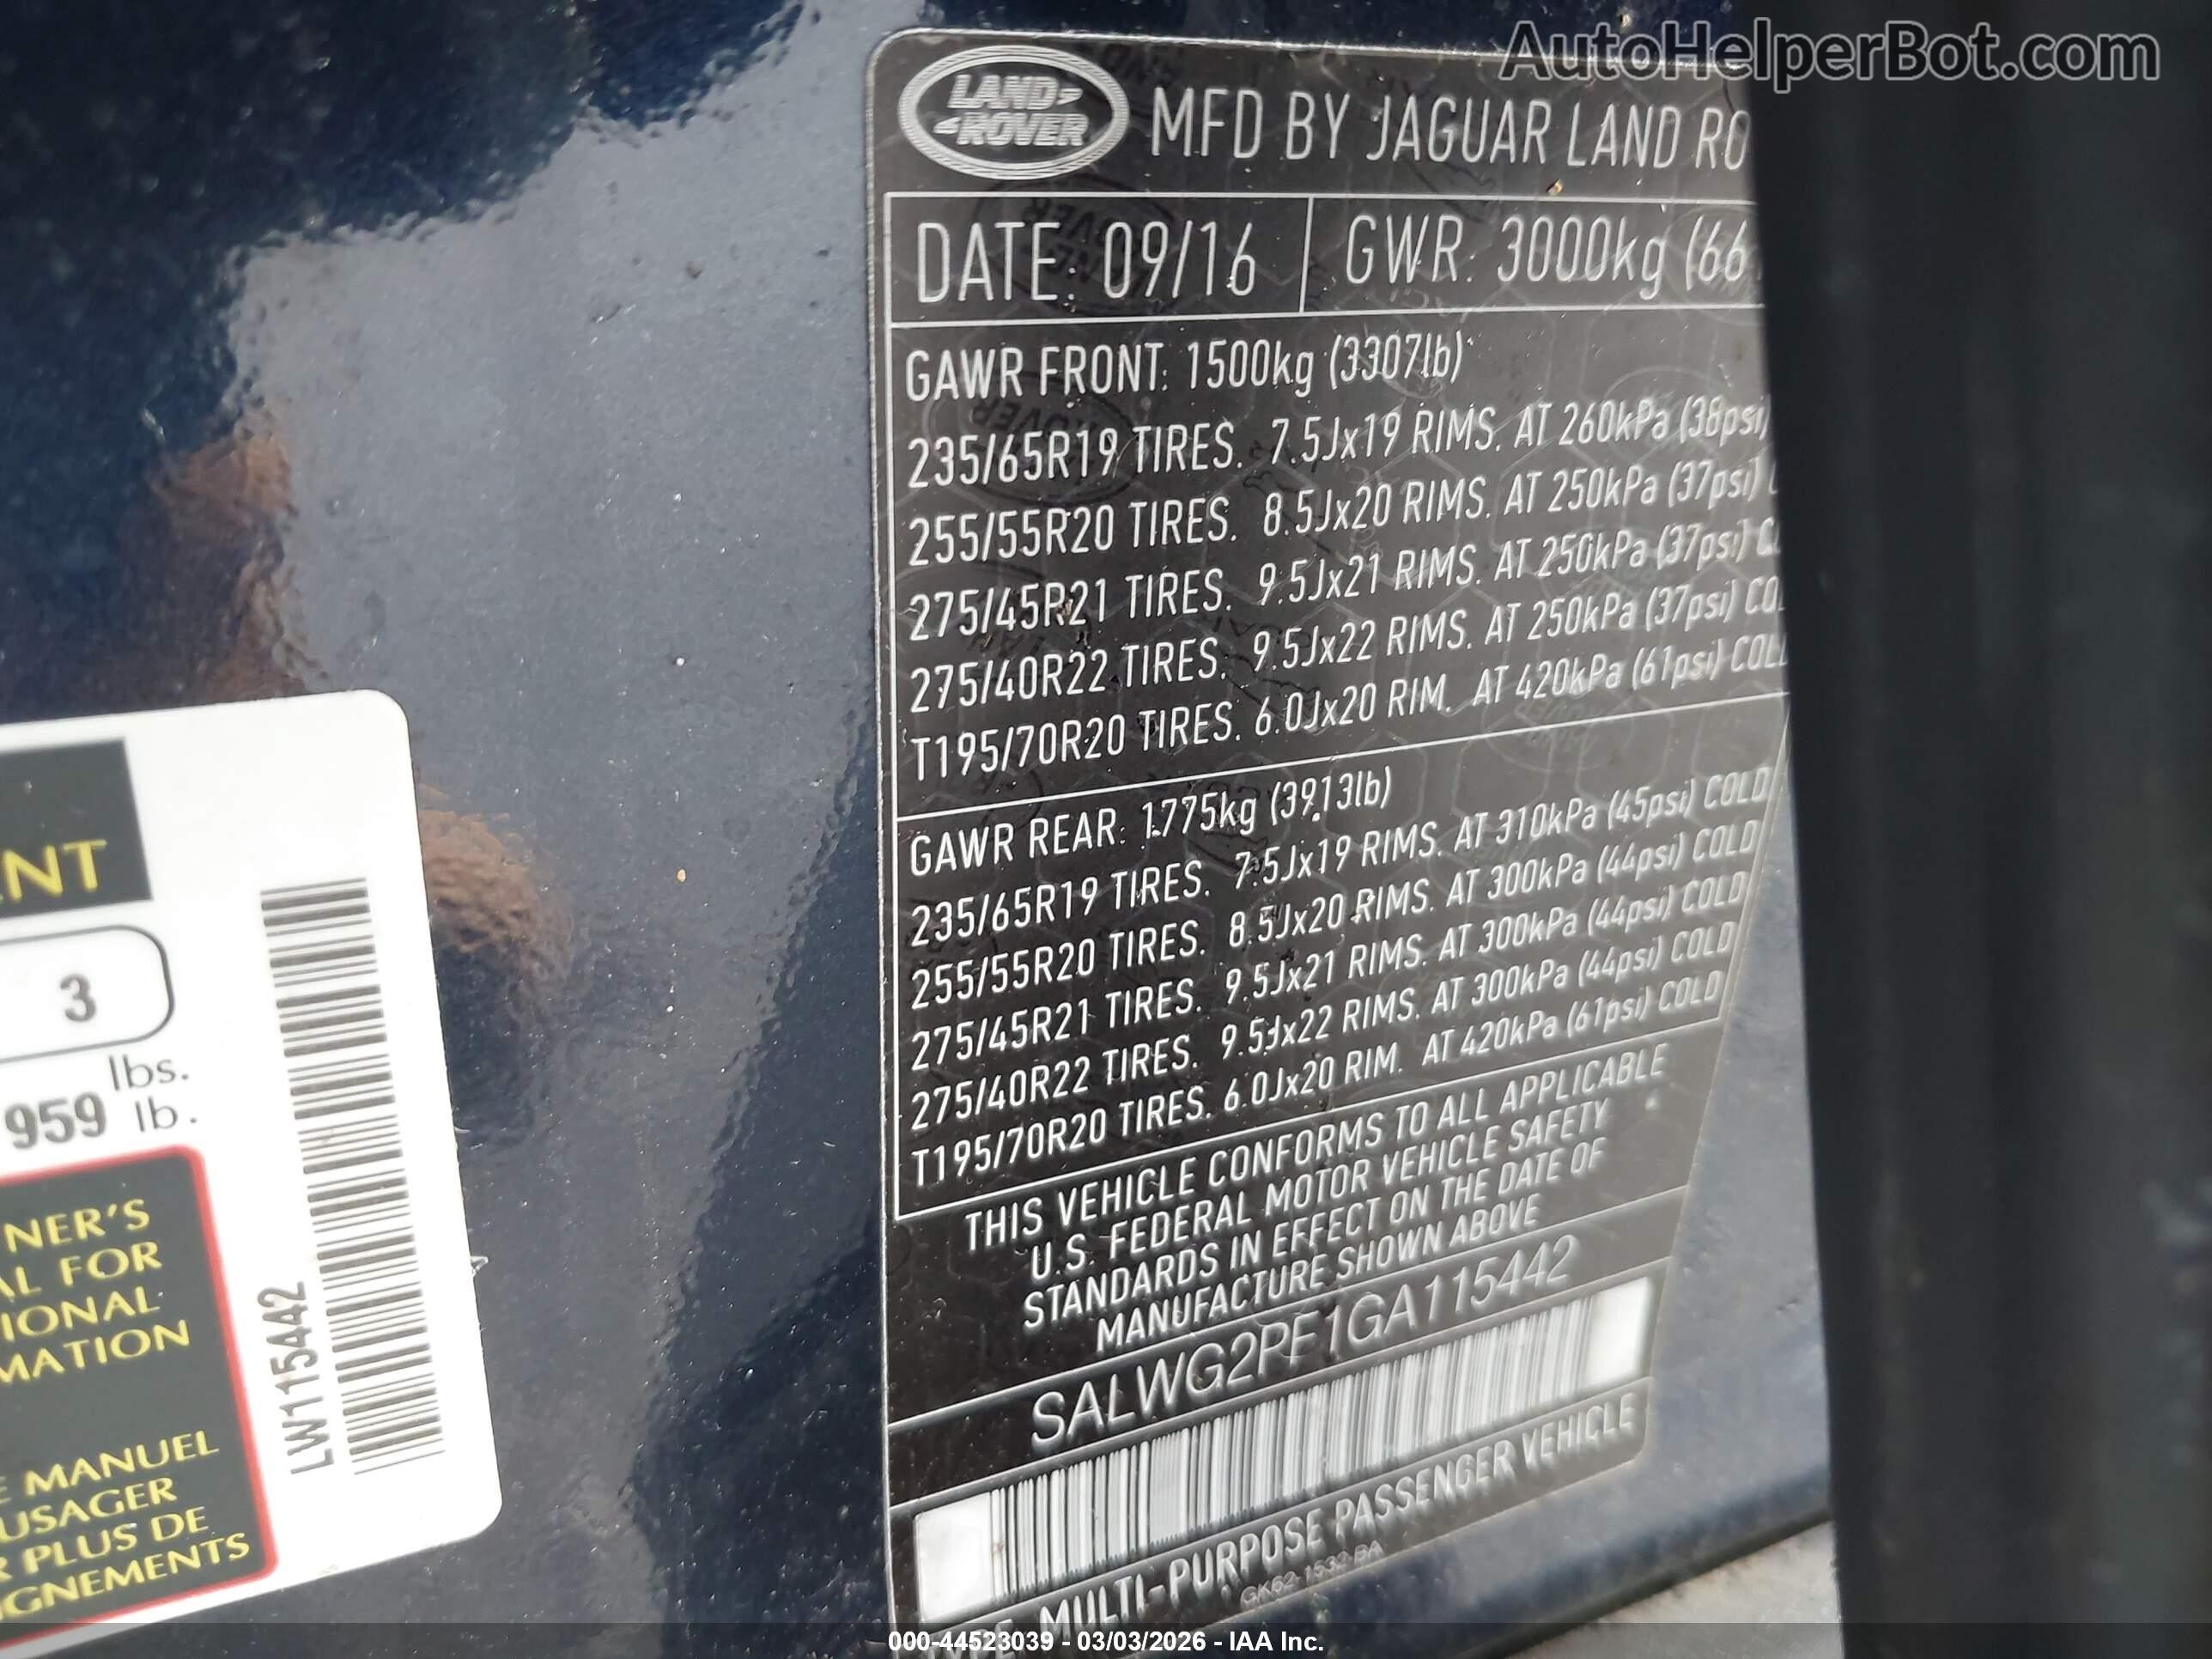 AutoHelperBot.com
LAND-
-ROVER
MFD BY JAGUAR LAND RO
DATE: 09/16
GWR: 3000kg (66
GAWR FRONT: 1500kg (3307lb)
235/65R19 TIRES. 7.5Jx19 RIMS. AT 260kPa (38psi)
255/55R20 TIRES. 8.5Jx20 RIMS. AT 250kPa (37psi)
275/45R21 TIRES. 9.5Jx21 RIMS. AT 250kPa (37psi)
275/40R22 TIRES. 9.5Jx22 RIMS. AT 250kPa (37psi) CO
T195/70R20 TIRES. 6.0Jx20 RIM. AT 420kPa (61psi) COL
GAWR REAR: 1775kg (3913lb)
235/65R19 TIRES. 7.5Jx19 RIMS. AT 310kPa (45psi) COLD
255/55R20 TIRES. 8.5Jx20 RIMS. AT 300kPa (44psi) COLD
275/45R21 TIRES. 9.5Jx21 RIMS. AT 300kPa (44psi) COLD
275/40R22 TIRES. 9.5Jx22 RIMS. AT 300kPa (44psi) COLD
T195/70R20 TIRES. 6.0Jx20 RIM. AT 420kPa (61psi) COLD
THIS VEHICLE CONFORMS TO ALL APPLICABLE
U.S. FEDERAL MOTOR VEHICLE SAFETY
STANDARDS IN EFFECT ON THE DATE OF
MANUFACTURE SHOWN ABOVE
SALWG2PF1GA115442
TYPE: MULTI-PURPOSE PASSENGER VEHICLE
GK62-1532-BA
ENT
3
lbs.
959 lb.
NER'S
AL FOR
IONAL
MATION
E MANUEL
USAGER
R PLUS DE
IGNEMENTS
LW115442
000-44523039 - 03/03/2026 - IAA Inc.